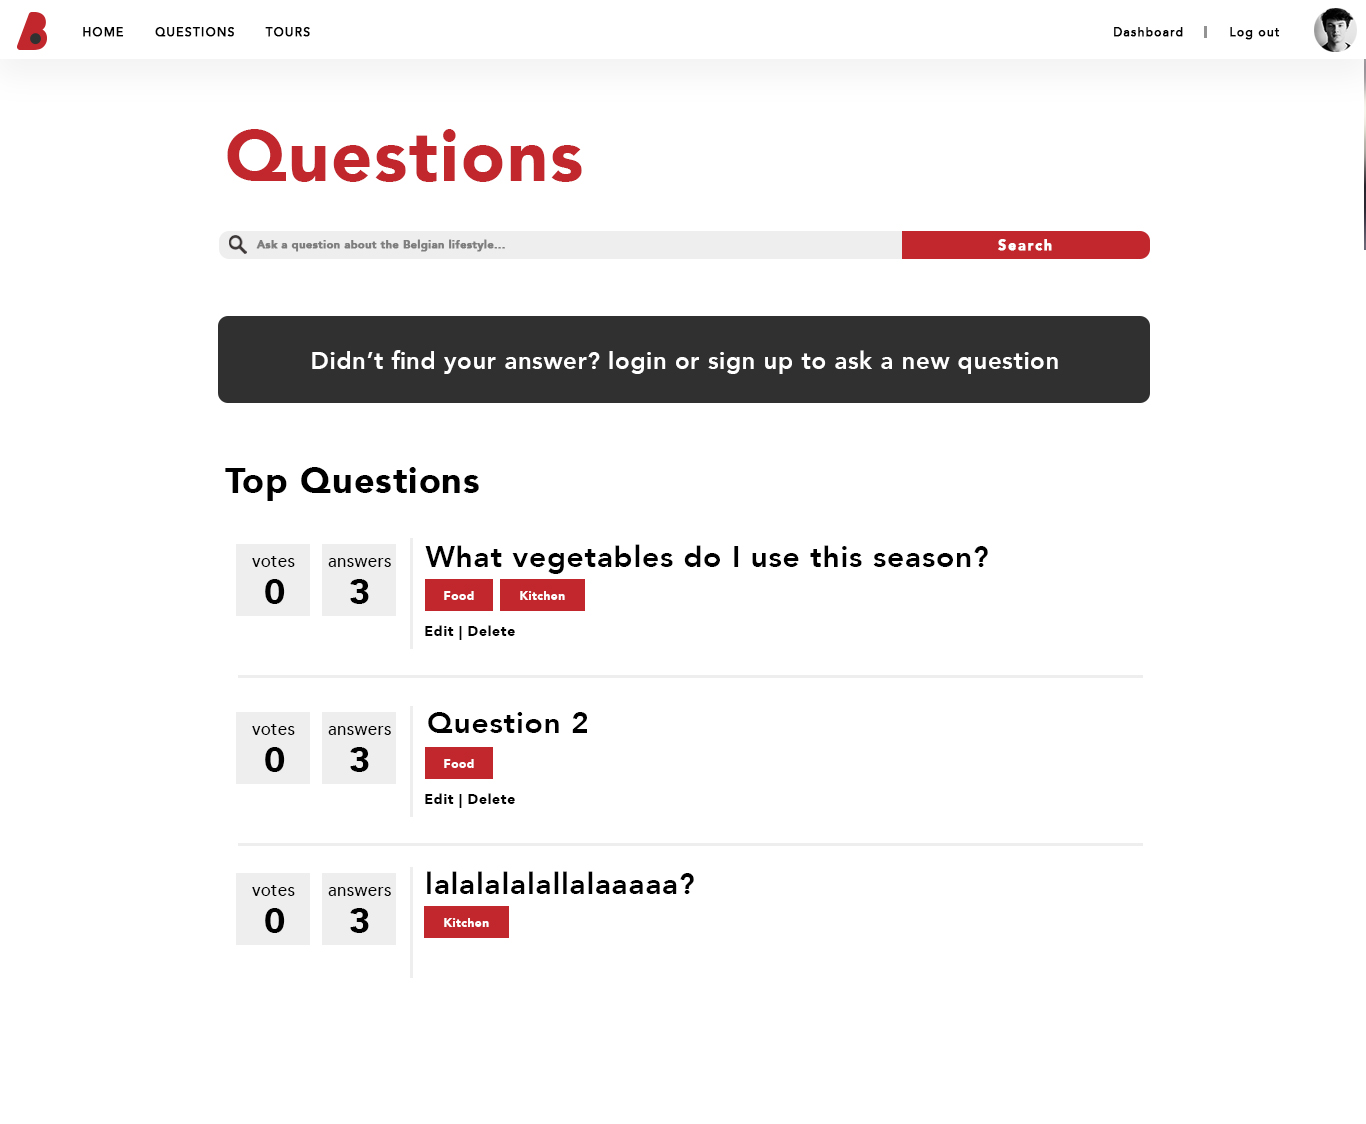 B
HOME QUESTIONS TOURS Dashboard | Log out
Questions
Ask a question about the Belgian lifestyle... Search
Didn’t find your answer? login or sign up to ask a new question
Top Questions
votes answers What vegetables do I use this season?
0 3 Food Kitchen
Edit | Delete
votes answers Question 2
0 3 Food
Edit | Delete
votes answers lalalalalallalaaaaa?
0 3 Kitchen